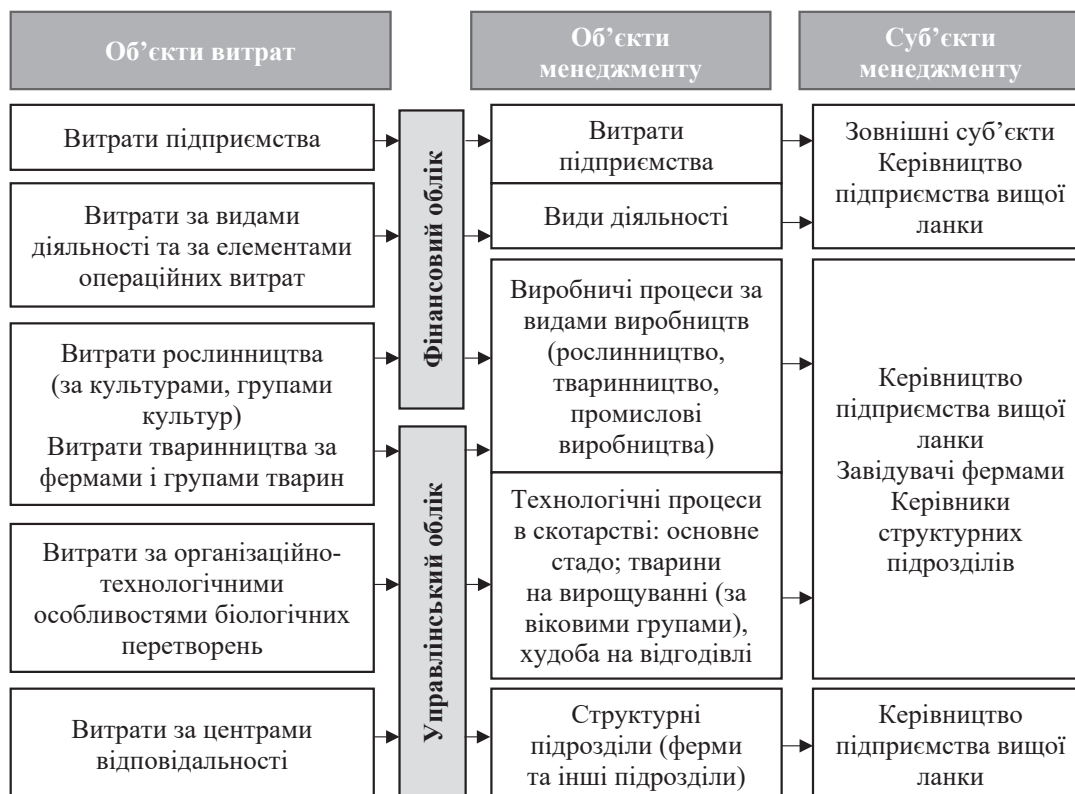 Об’єкти витрат
Об’єкти
менеджменту
Суб’єкти
менеджменту
Витрати підприємства
Витрати за видами
діяльності та за елементами
операційних витрат
Витрати рослинництва
(за культурами, групами
культур)
Витрати тваринництва за
фермами і групами тварин
Витрати за організаційно-
технологічними
особливостями біологічних
перетворень
Витрати за центрами
відповідальності
Фінансовий облік
Управлінський облік
Витрати
підприємства
Види діяльності
Виробничі процеси за
видами виробництв
(рослинництво,
тваринництво,
промислові
виробництва)
Технологічні процеси
в скотарстві: основне
стадо; тварини
на вирощуванні (за
віковими групами),
худоба на відгодівлі
Структурні
підрозділи (ферми
та інші підрозділи)
Зовнішні суб’єкти
Керівництво
підприємства вищої
ланки
Керівництво
підприємства вищої
ланки
Завідувачі фермами
Керівники
структурних
підрозділів
Керівництво
підприємства вищої
ланки